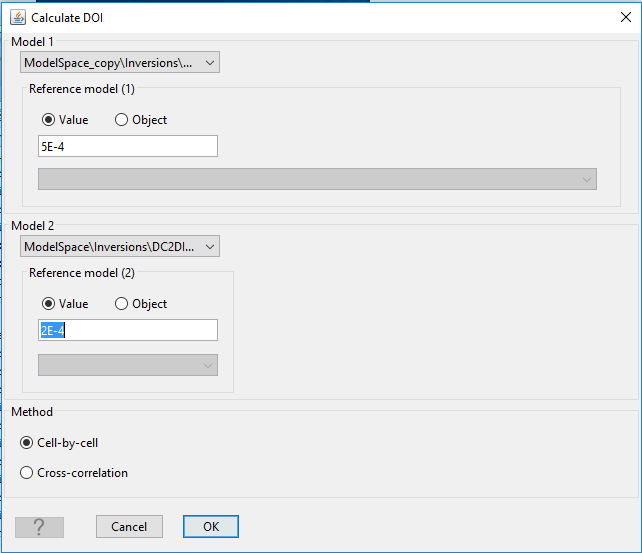 Calculate DOI
Model 1
ModelSpace_copy\Inversions\...
Reference model (1)
Value
Object
5E-4
Model 2
ModelSpace\Inversions\DC2DI...
Reference model (2)
Value
Object
2E-4
Method
Cell-by-cell
Cross-correlation
?
Cancel
OK